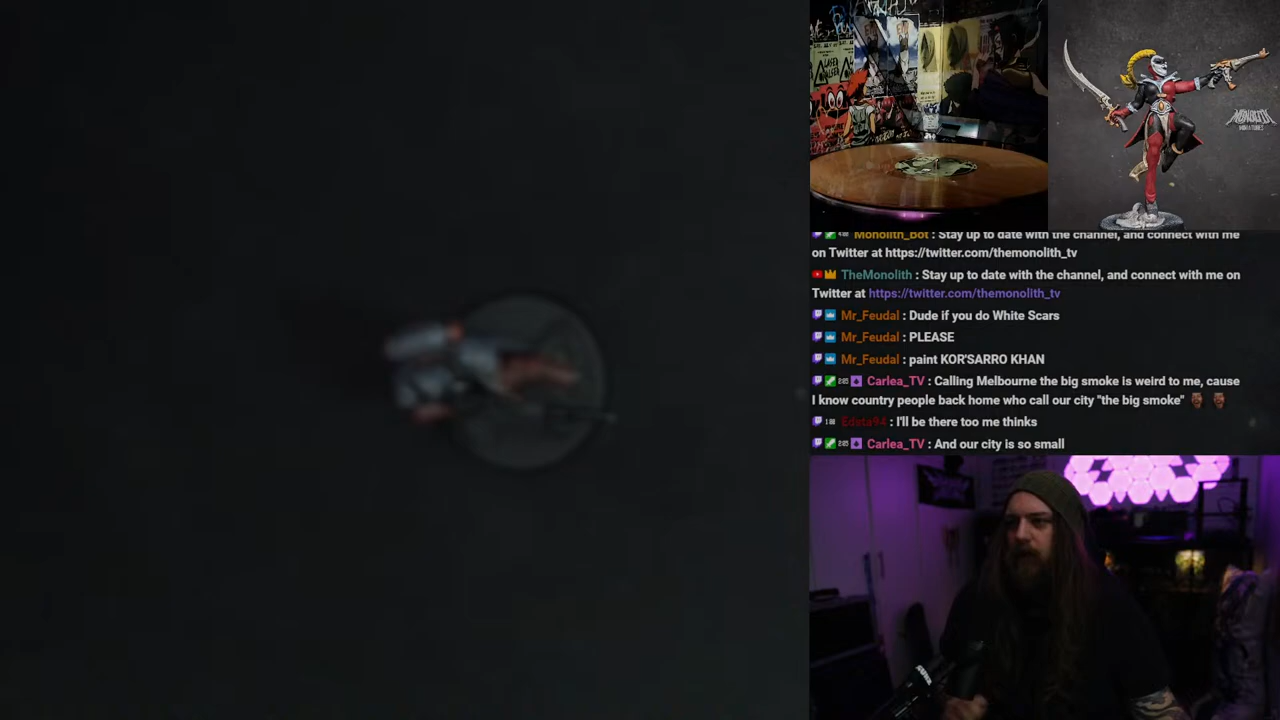 LASER
MONOLITH
MINIATURES
Monolith_Bot : Stay up to date with the channel, and connect with me
on Twitter at https://twitter.com/themonolith_tv
TheMonolith : Stay up to date with the channel, and connect with me on
Twitter at https://twitter.com/themonolith_tv
Mr_Feudal : Dude if you do White Scars
Mr_Feudal : PLEASE
Mr_Feudal : paint KOR'SARRO KHAN
Carlea_TV : Calling Melbourne the big smoke is weird to me, cause
I know country people back home who call our city "the big smoke"
: I'll be there too me thinks
Carlea_TV : And our city is so small